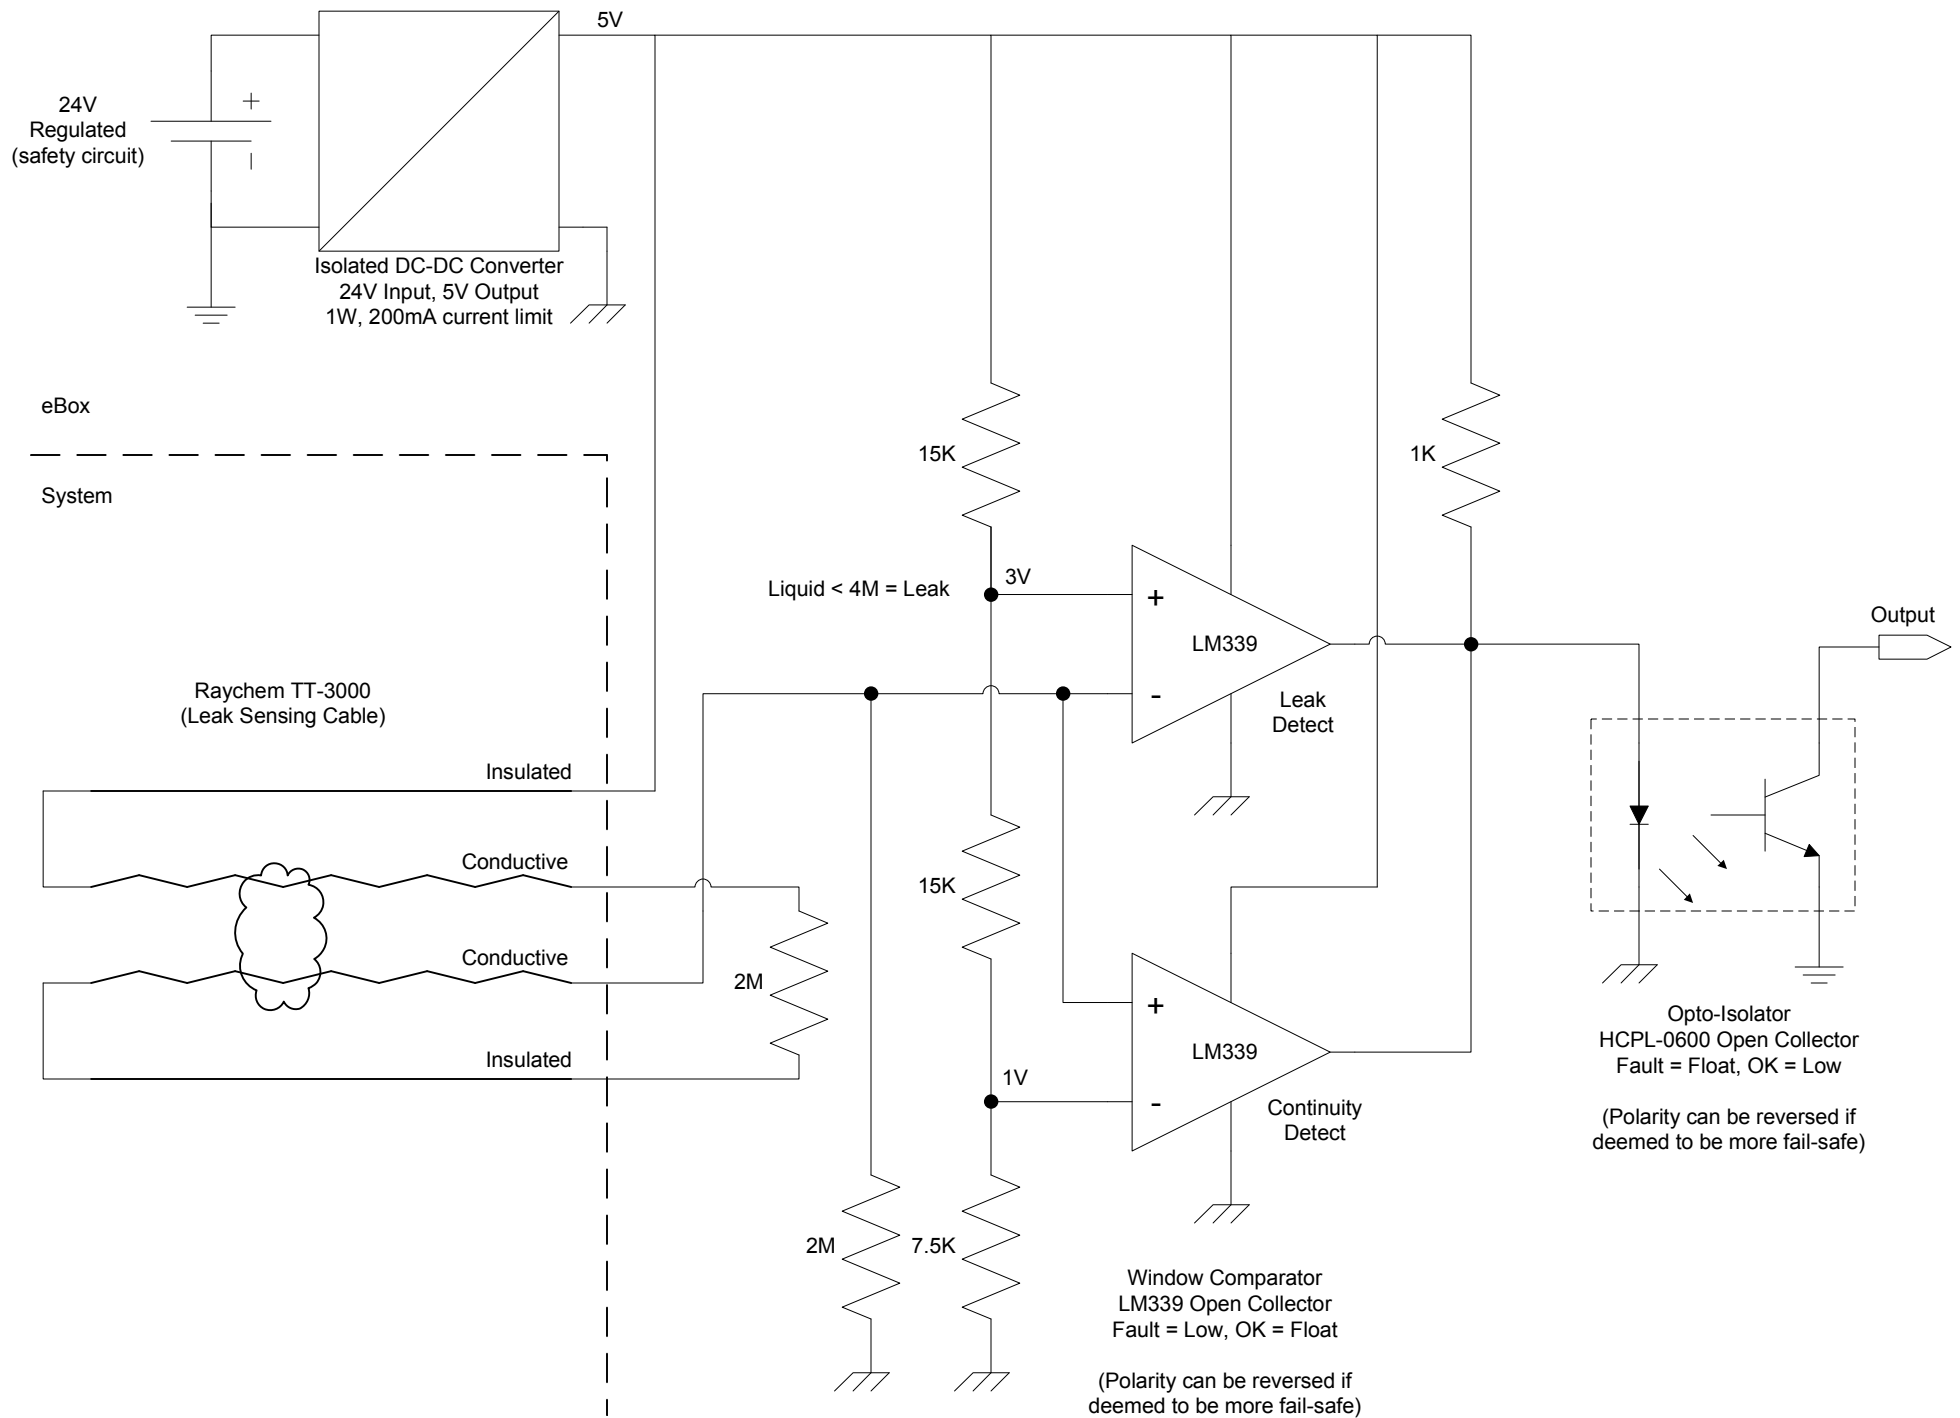 5V
24V
Regulated
(safety circuit)
+
-
Isolated DC-DC Converter
24V Input, 5V Output
1W, 200mA current limit
eBox
System
15K
1K
Liquid < 4M = Leak
3V
+
LM339
-
Leak
Detect
Output
Raychem TT-3000
(Leak Sensing Cable)
Insulated
Conductive
15K
Conductive
2M
Insulated
1V
+
LM339
-
Continuity
Detect
Opto-Isolator
HCPL-0600 Open Collector
Fault = Float, OK = Low
(Polarity can be reversed if
deemed to be more fail-safe)
2M
7.5K
Window Comparator
LM339 Open Collector
Fault = Low, OK = Float
(Polarity can be reversed if
deemed to be more fail-safe)